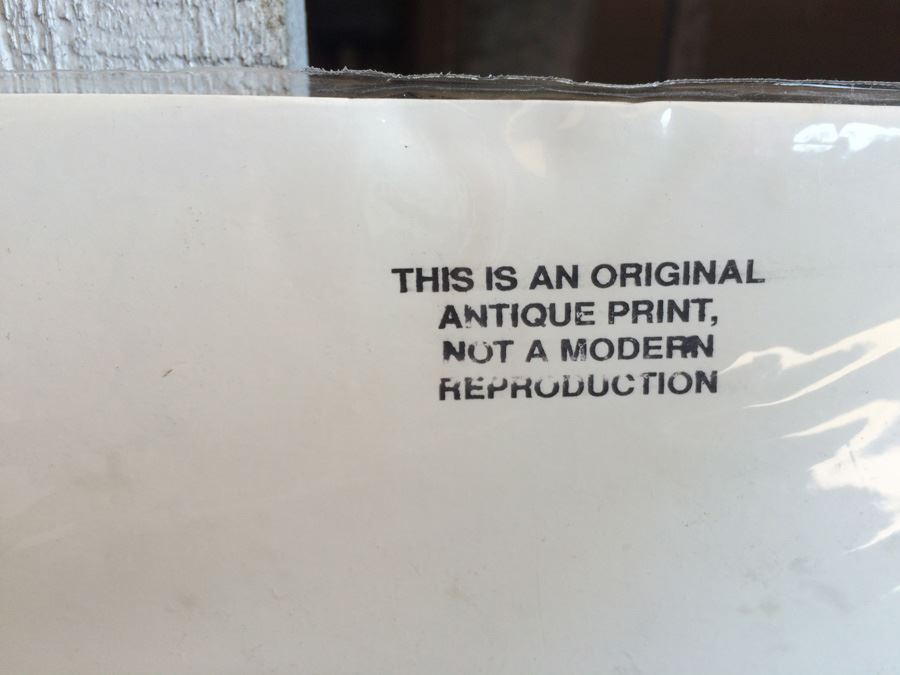 THIS IS AN ORIGINAL
ANTIQUE PRINT,
NOT A MODERN
REPRODUCTION